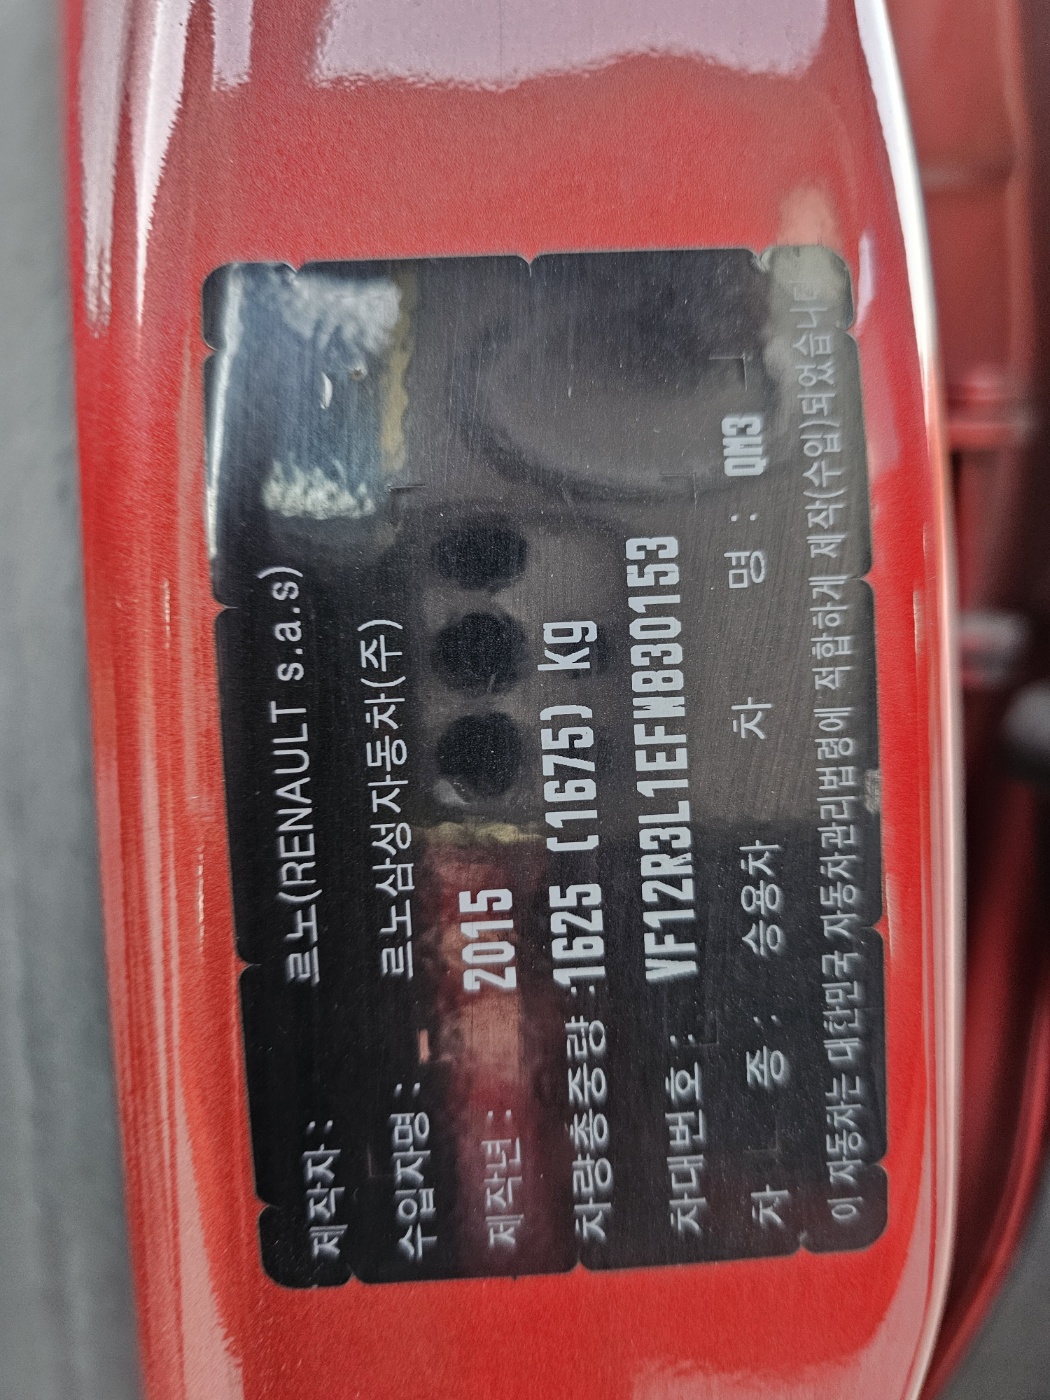 제작자 : 르노(RENAULT s.a.s)
수입자명 : 르노삼성자동차(주)
제작년 : 2015
차량총중량 :1625 (1675) kg
차대번호 : VF12R3L1EFW830153
차 종 : 승용차 차 명 : QM3
이 자동차는 대한민국 자동차관리법령에 적합하게 제작(수입)되었습니다